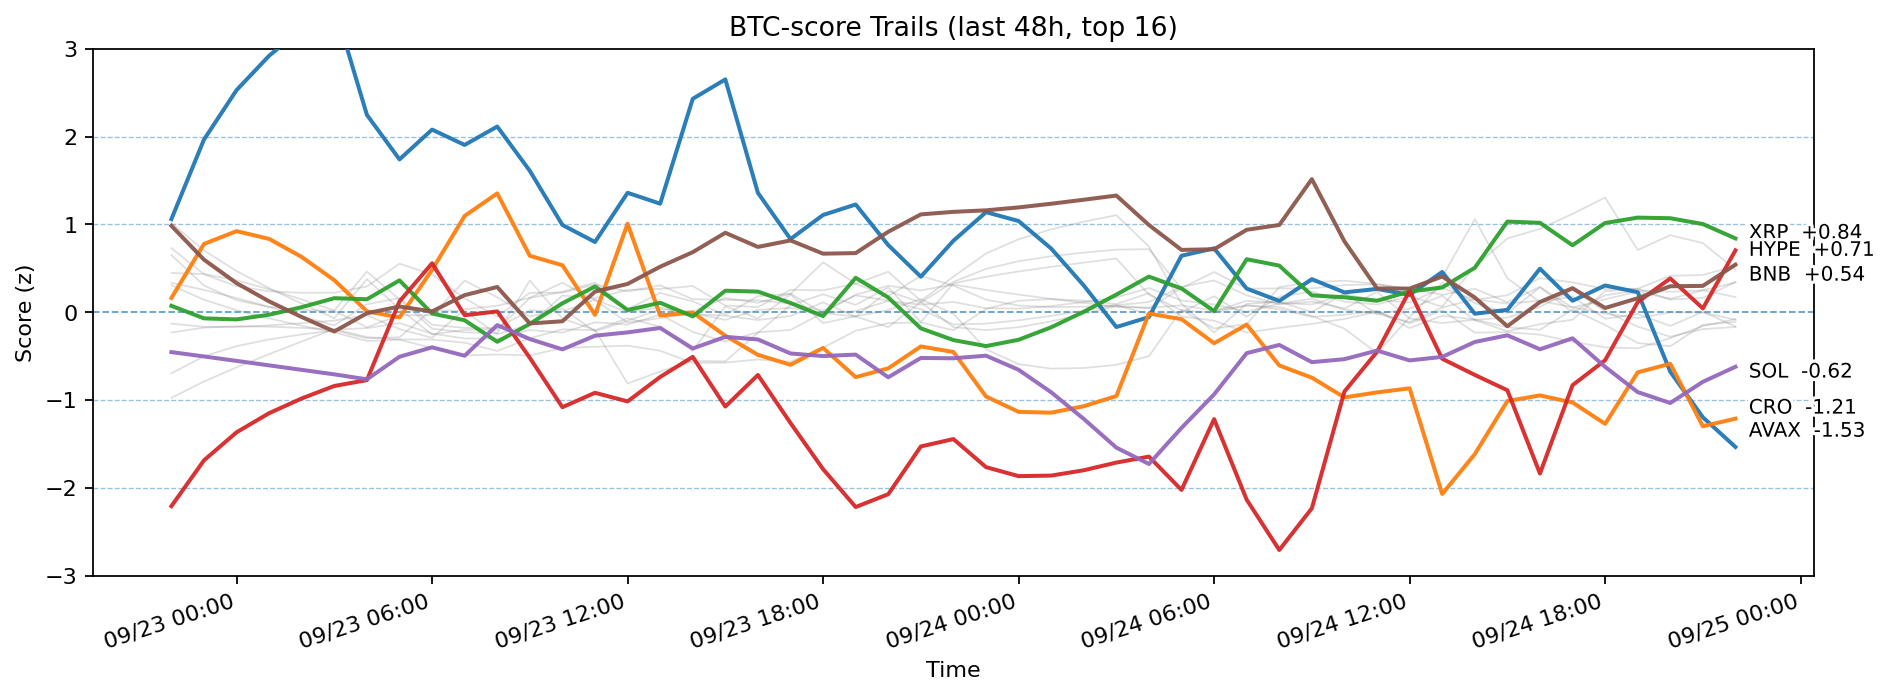 BTC-score Trails (last 48h, top 16)
Score (z)
3
2
1
0
−1
−2
−3
XRP +0.84
HYPE +0.71
BNB +0.54
SOL -0.62
CRO -1.21
AVAX -1.53
09/23 00:00
09/23 06:00
09/23 12:00
09/23 18:00
09/24 00:00
09/24 06:00
09/24 12:00
09/24 18:00
09/25 00:00
Time